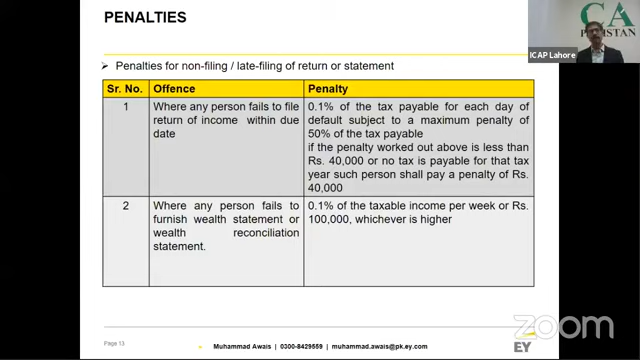 PENALTIES
CA
PAKISTAN
ICAP Lahore
Penalties for non-filing / late-filing of return or statement
Sr. No. Offence Penalty
1 Where any person fails to file 0.1% of the tax payable for each day of
return of income within due default subject to a maximum penalty of
date 50% of the tax payable
if the penalty worked out above is less than
Rs. 40,000 or no tax is payable for that tax
year such person shall pay a penalty of Rs.
40,000
2 Where any person fails to 0.1% of the taxable income per week or Rs.
furnish wealth statement or 100,000, whichever is higher
wealth reconciliation
statement.
zoom
Page 13 Muhammad Awais | 0300-8429559 | muhammad.awais@pk.ey.com EY